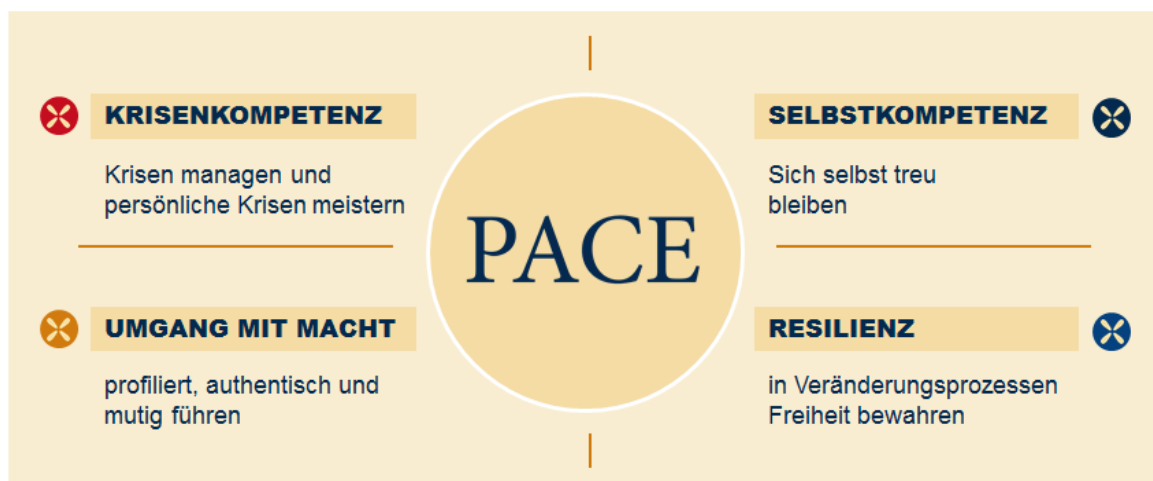 KRISENKOMPETENZ
Krisen managen und
persönliche Krisen meistern
UMGANG MIT MACHT
profiliert, authentisch und
mutig führen
PACE
SELBSTKOMPETENZ
Sich selbst treu
bleiben
RESILIENZ
in Veränderungsprozessen
Freiheit bewahren